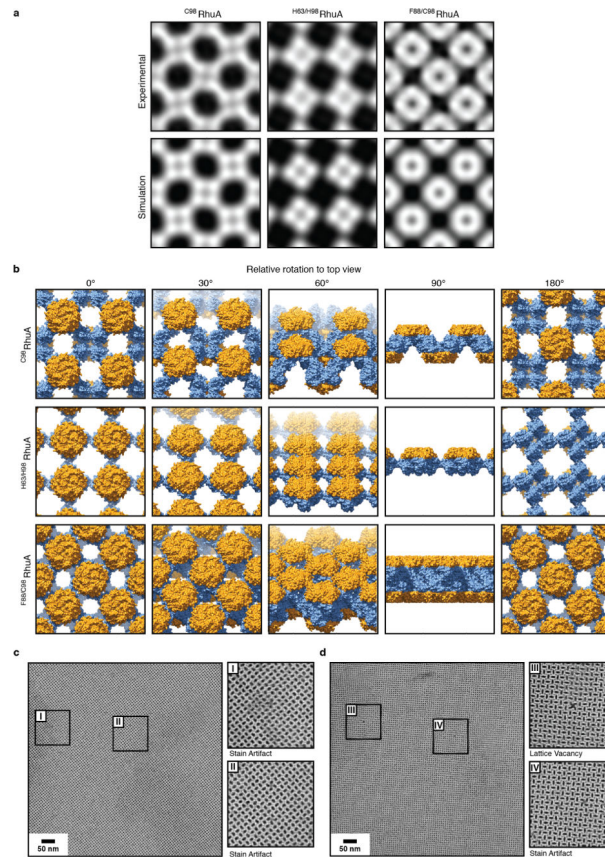 a
C98RhuA H63/H98RhuA F88/C98RhuA
Experimental
Simulation
b
Relative rotation to top view
0° 30° 60° 90° 180°
C98RhuA
H63/H98RhuA
F88/C98RhuA
c d
I
I II
Stain Artifact
II
50 nm
Stain Artifact
III
III IV
Lattice Vacancy
IV
50 nm
Stain Artifact